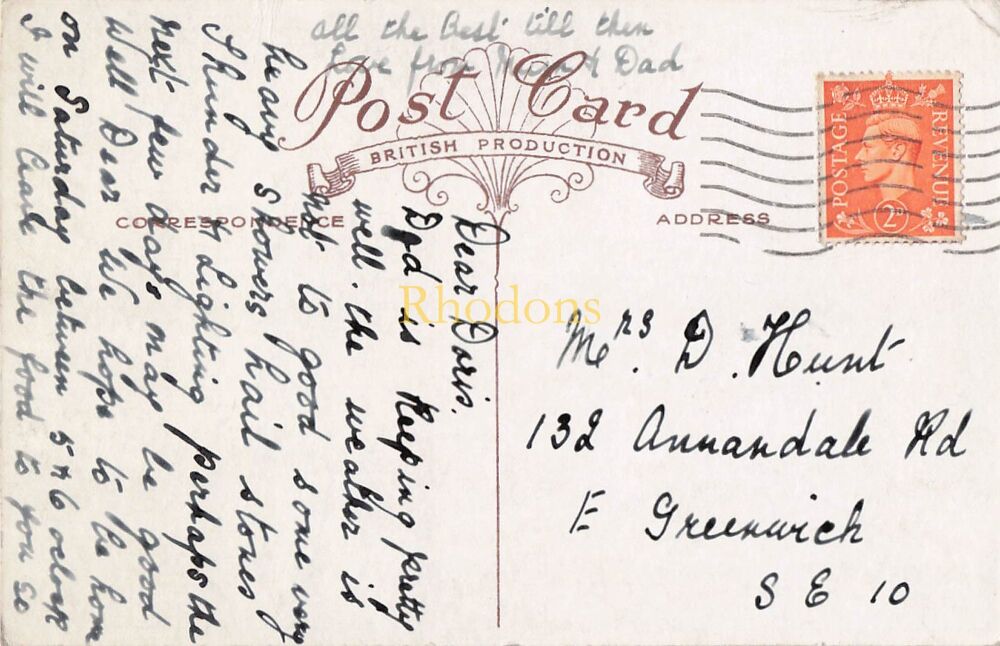 all the Best till then
Love from Mum & Dad
Post Card
BRITISH PRODUCTION
CORRESPONDENCE
ADDRESS
POSTAGE
REVENUE
2D
Dear Doris.
Dad is Keeping pretty
well. the weather is
not to good some very
heavy showers hail stones
Thunder & Lighting perhaps the
next few days may be good
Well Dear We hope to be home
on Saturday between 5 & 6 oclock
I will leave the food to you so
Rhodons
Mrs. D. Hunt
132 Annandale Rd
E Greenwich
S E 10